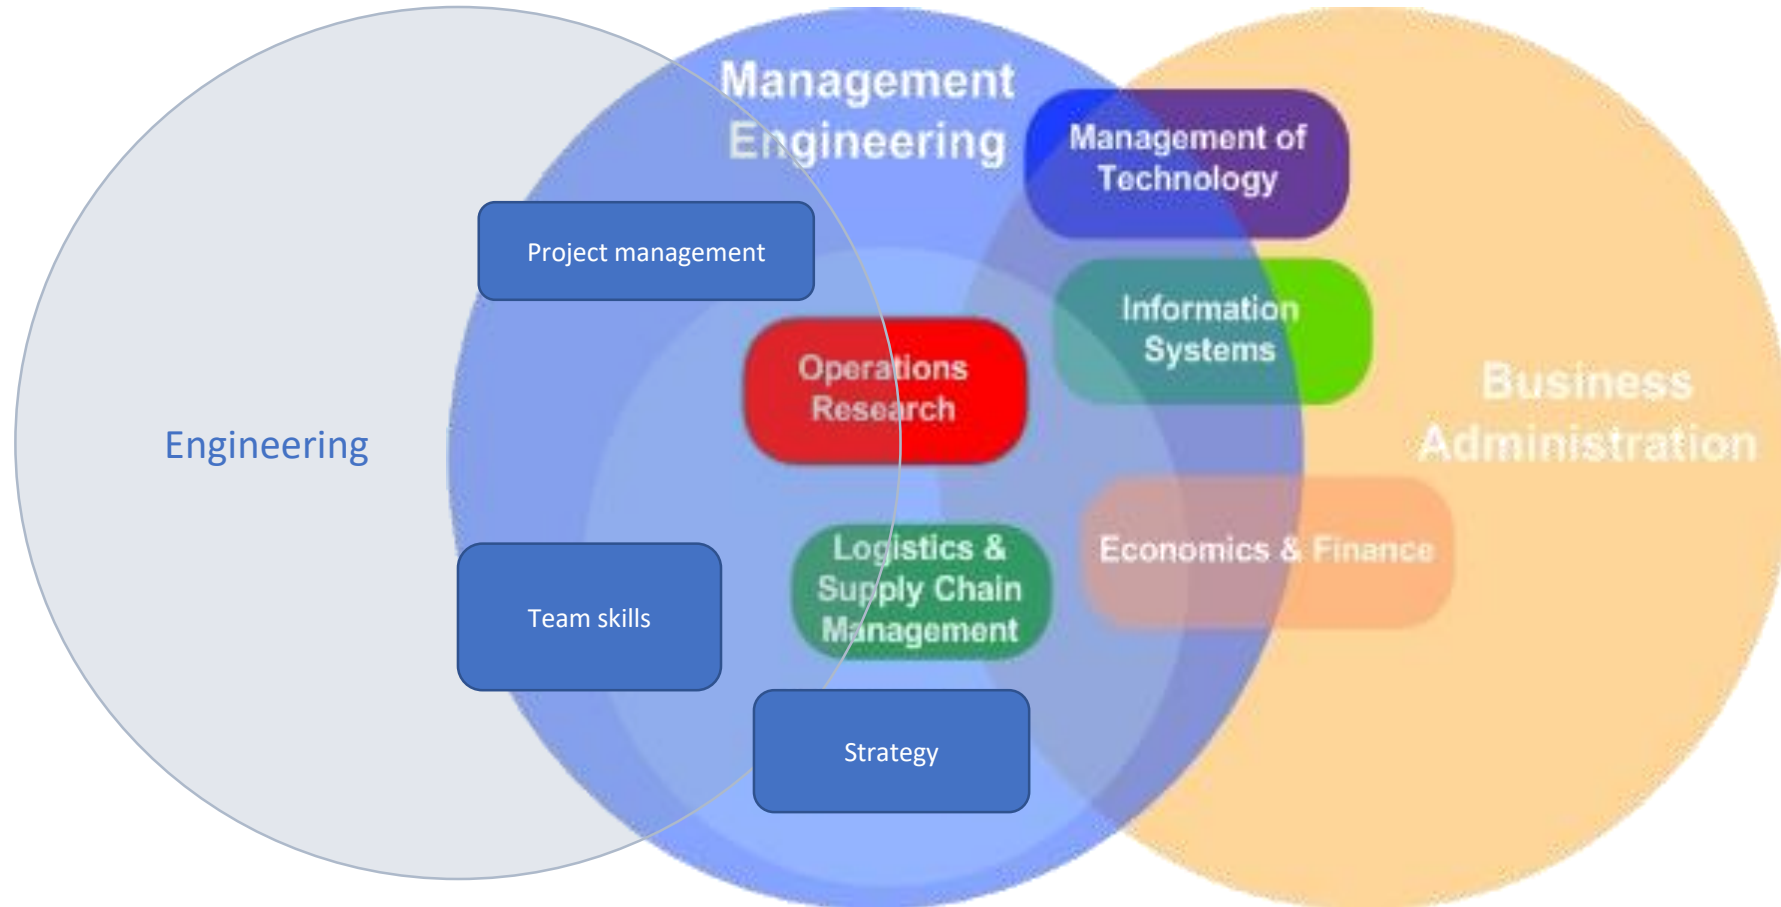 Management
Engineering
Management of
Technology
Project management
Information
Systems
Operations
Research
Business
Administration
Engineering
Logistics &
Supply Chain
Management
Economics & Finance
Team skills
Strategy